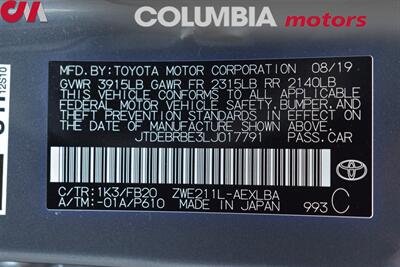 COLUMBIA motors
12S10
MFD. BY: TOYOTA MOTOR CORPORATION 08/19
GVWR 3915LB GAWR FR 2315LB RR 2140LB
THIS VEHICLE CONFORMS TO ALL APPLICABLE
FEDERAL MOTOR VEHICLE SAFETY, BUMPER, AND
THEFT PREVENTION STANDARDS IN EFFECT ON
THE DATE OF MANUFACTURE SHOWN ABOVE.
JTDEBRBE3LJ017791 PASS.CAR
TOYOTA
C/TR: 1K3/FB20 ZWE211L-AEXLBA
A/TM: -01A/P610 MADE IN JAPAN 993 C